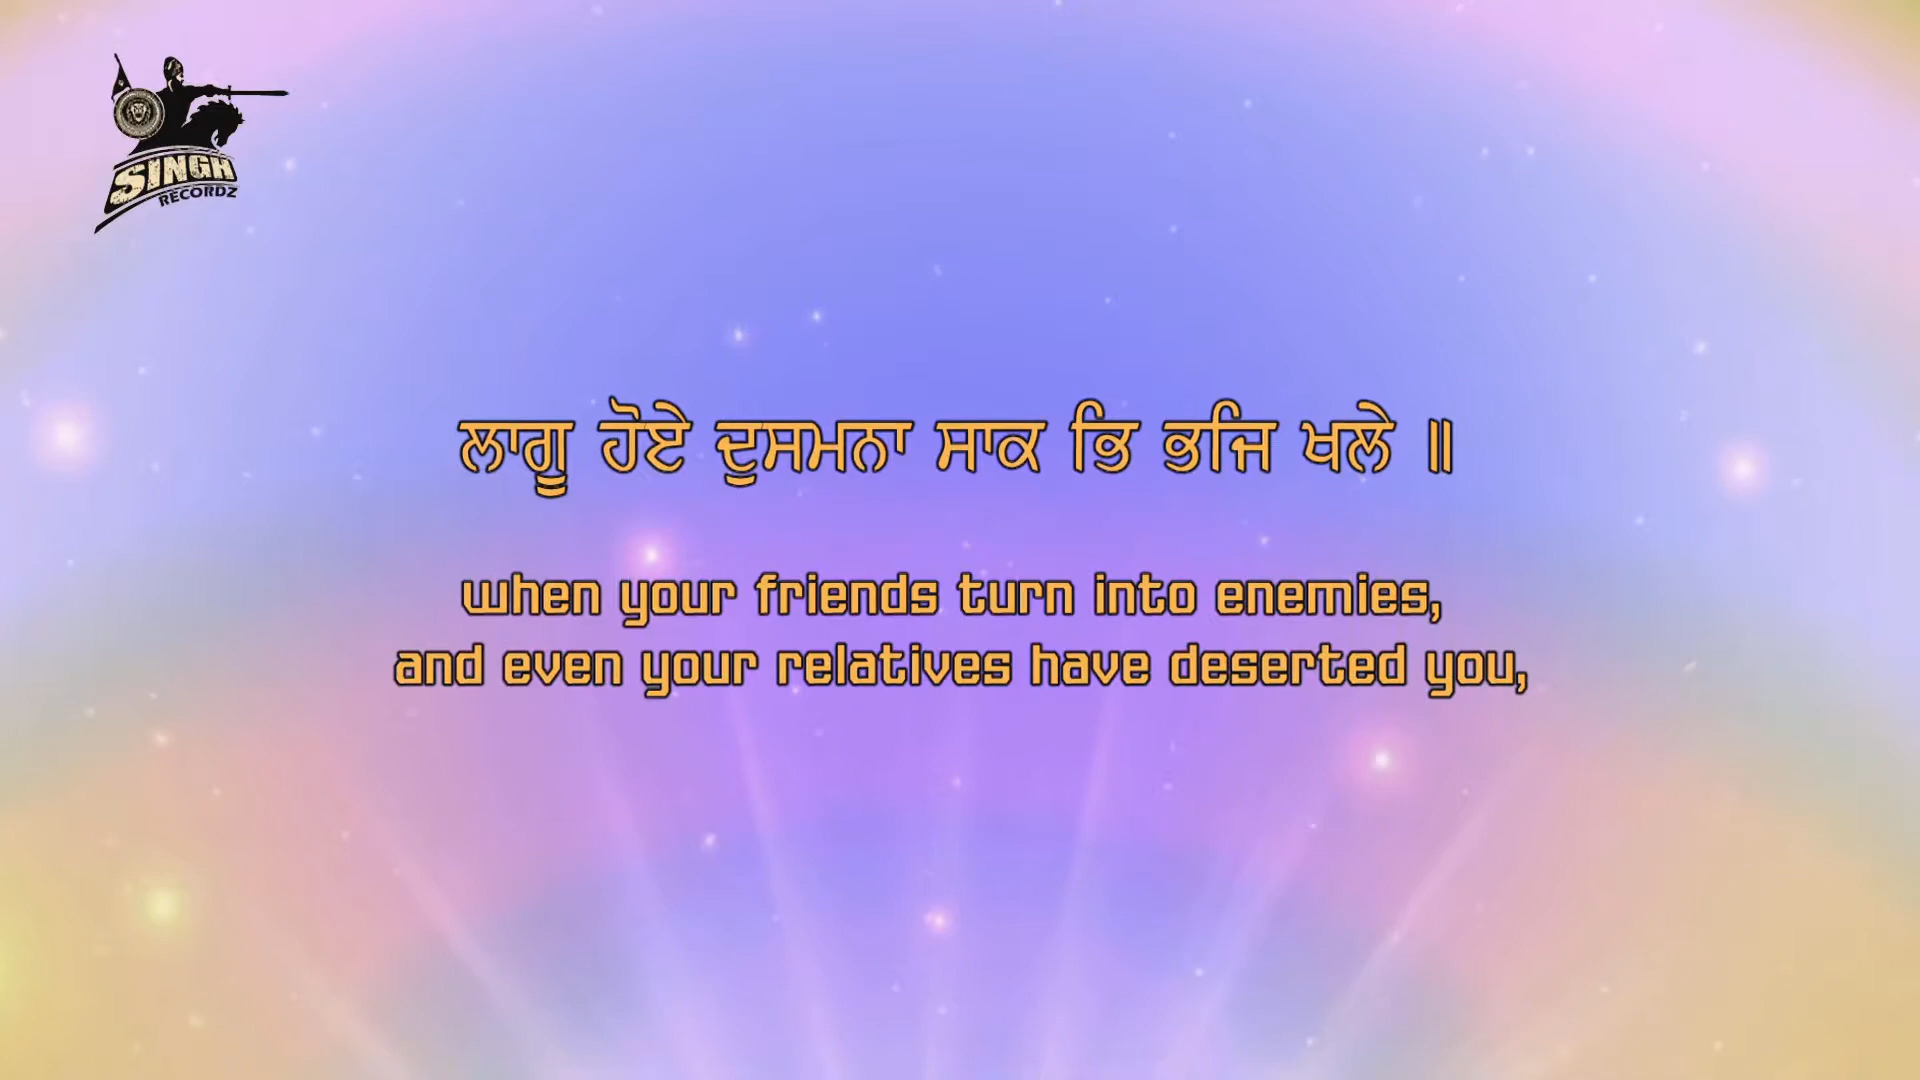 SINGH
RECORDZ
ਲਾਗੂ ਹੋਏ ਦੁਸਮਨਾ ਸਾਕ ਭਿ ਭਜਿ ਖਲੇ ॥
when your friends turn into enemies,
and even your relatives have deserted you,